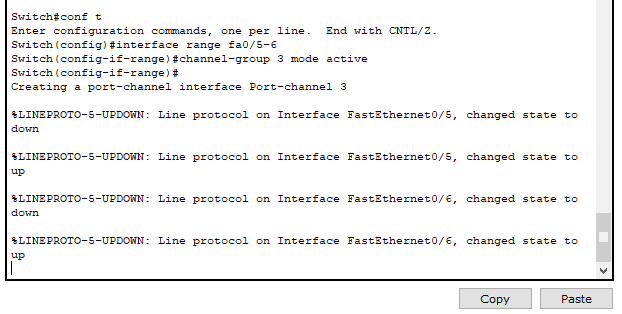 Switch#conf t
Enter configuration commands, one per line.  End with CNTL/Z.
Switch(config)#interface range fa0/5-6
Switch(config-if-range)#channel-group 3 mode active
Switch(config-if-range)#
Creating a port-channel interface Port-channel 3
%LINEPROTO-5-UPDOWN: Line protocol on Interface FastEthernet0/5, changed state to
down
%LINEPROTO-5-UPDOWN: Line protocol on Interface FastEthernet0/5, changed state to
up
%LINEPROTO-5-UPDOWN: Line protocol on Interface FastEthernet0/6, changed state to
down
%LINEPROTO-5-UPDOWN: Line protocol on Interface FastEthernet0/6, changed state to
up
Copy Paste